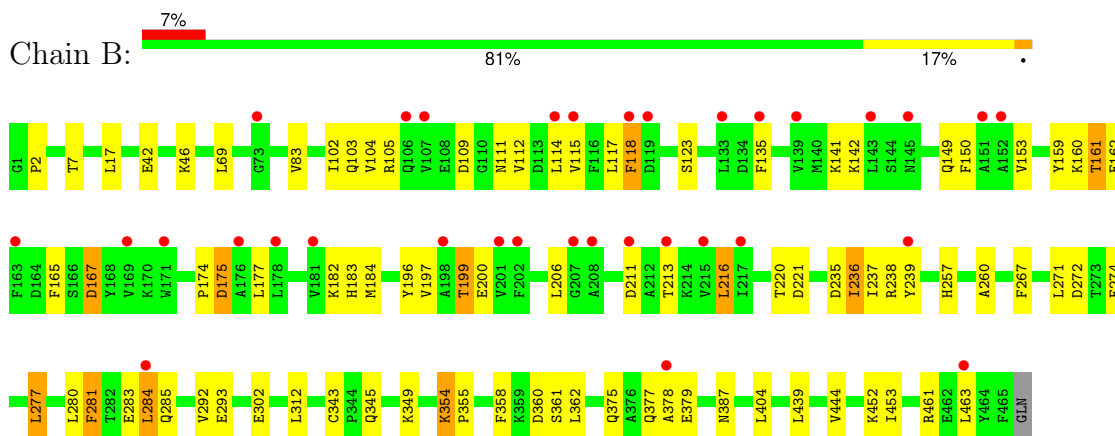 7%
Chain B:
81% 17% •
G1 P2 T7 L17 E42 K46 L69 G73 V83 I102 Q103 V104 R105 Q106 V107 E108 D109 G110 N111 V112 D113 L114 V115 F116 L117 F118 D119 S123 L133 D134 F135 V139 M140 K141 K142 L143 S144 N145 Q149 F150 A151 A152 V153 Y159 K160 T161
F163 D164 F165 S166 D167 Y168 V169 K170 W171 P174 D175 A176 L177 L178 V181 K182 H183 M184 Y196 V197 A198 T199 E200 V201 F202 L206 G207 A208 D211 A212 T213 K214 V215 L216 I217 T220 D221 D235 I236 I237 R238 Y239 H257 A260 F267 L271 D272 T273
L277 L280 F281 T282 E283 L284 Q285 V292 E293 E302 L312 C343 P344 Q345 K349 K354 P355 F358 K359 D360 S361 L362 Q375 A376 Q377 A378 E379 N387 L404 L439 V444 K452 I453 R461 E462 L463 Y464 F465 GLN